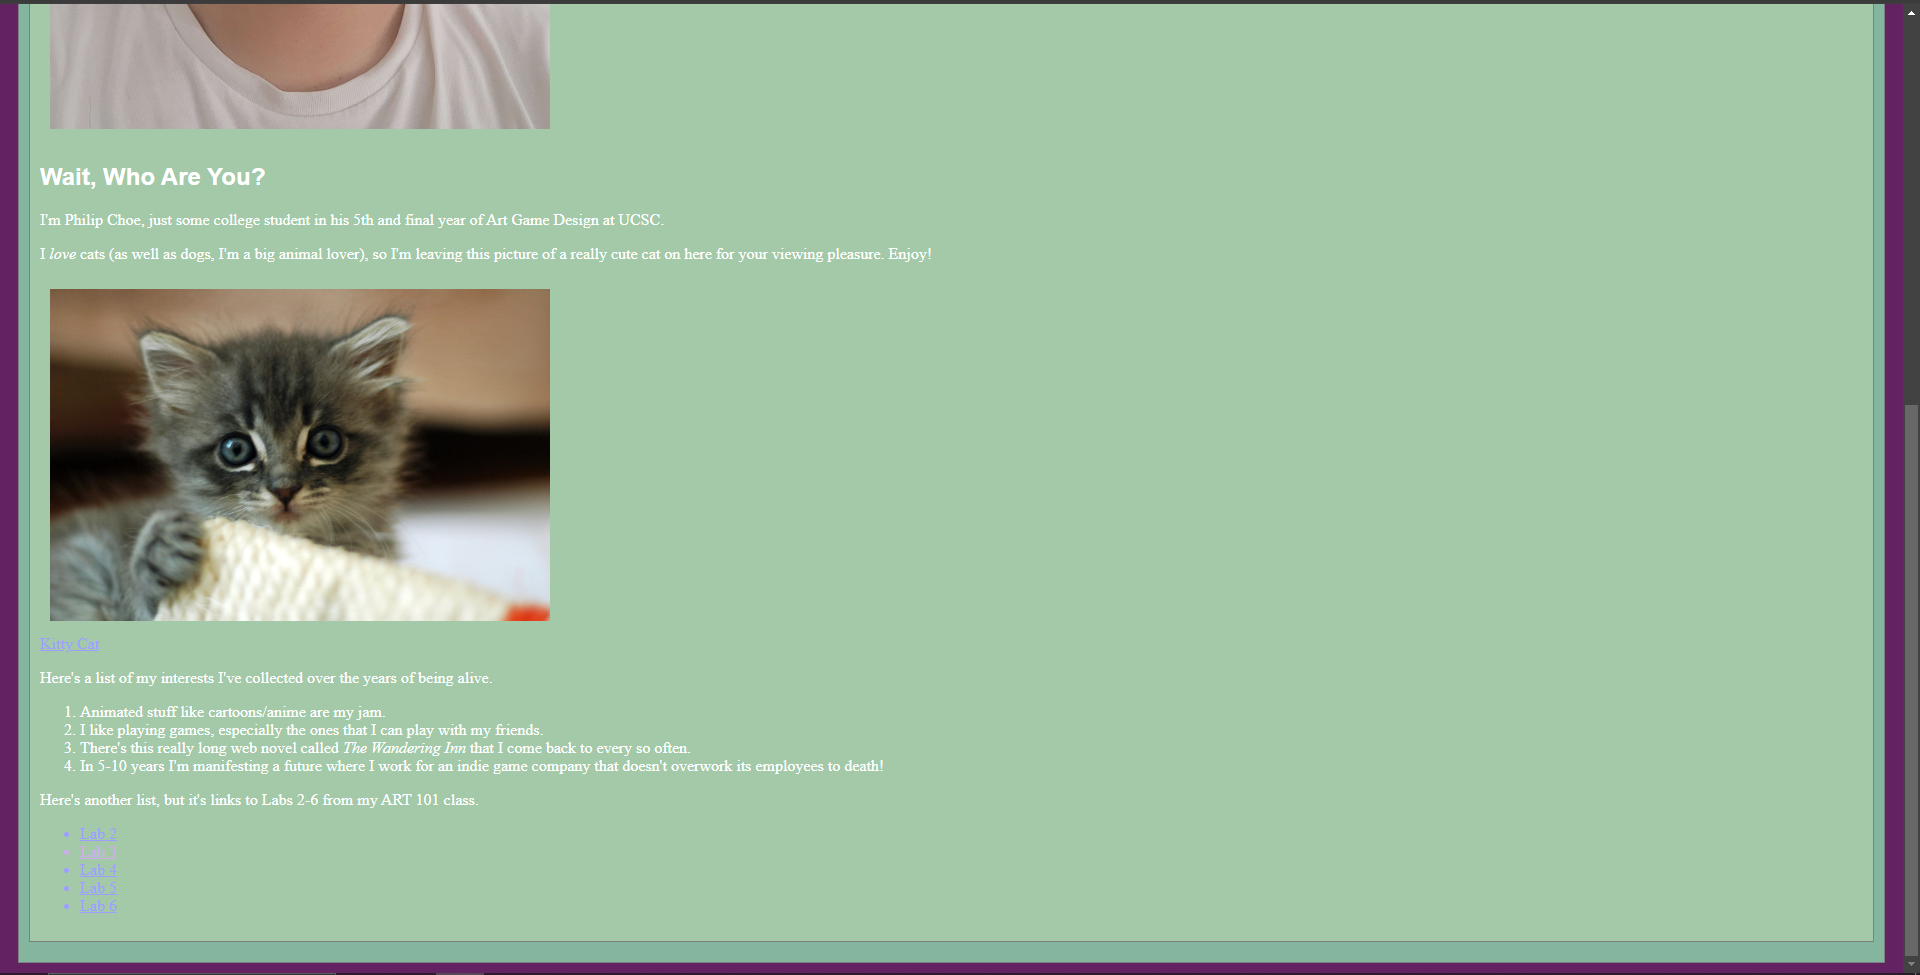 Wait, Who Are You?
I'm Philip Choe, just some college student in his 5th and final year of Art Game Design at UCSC.
I love cats (as well as dogs, I'm a big animal lover), so I'm leaving this picture of a really cute cat on here for your viewing pleasure. Enjoy!
Kitty Cat
Here's a list of my interests I've collected over the years of being alive.
1. Animated stuff like cartoons/anime are my jam.
2. I like playing games, especially the ones that I can play with my friends.
3. There's this really long web novel called The Wandering Inn that I come back to every so often.
4. In 5-10 years I'm manifesting a future where I work for an indie game company that doesn't overwork its employees to death!
Here's another list, but it's links to Labs 2-6 from my ART 101 class.
• Lab 2
• Lab 3
• Lab 4
• Lab 5
• Lab 6